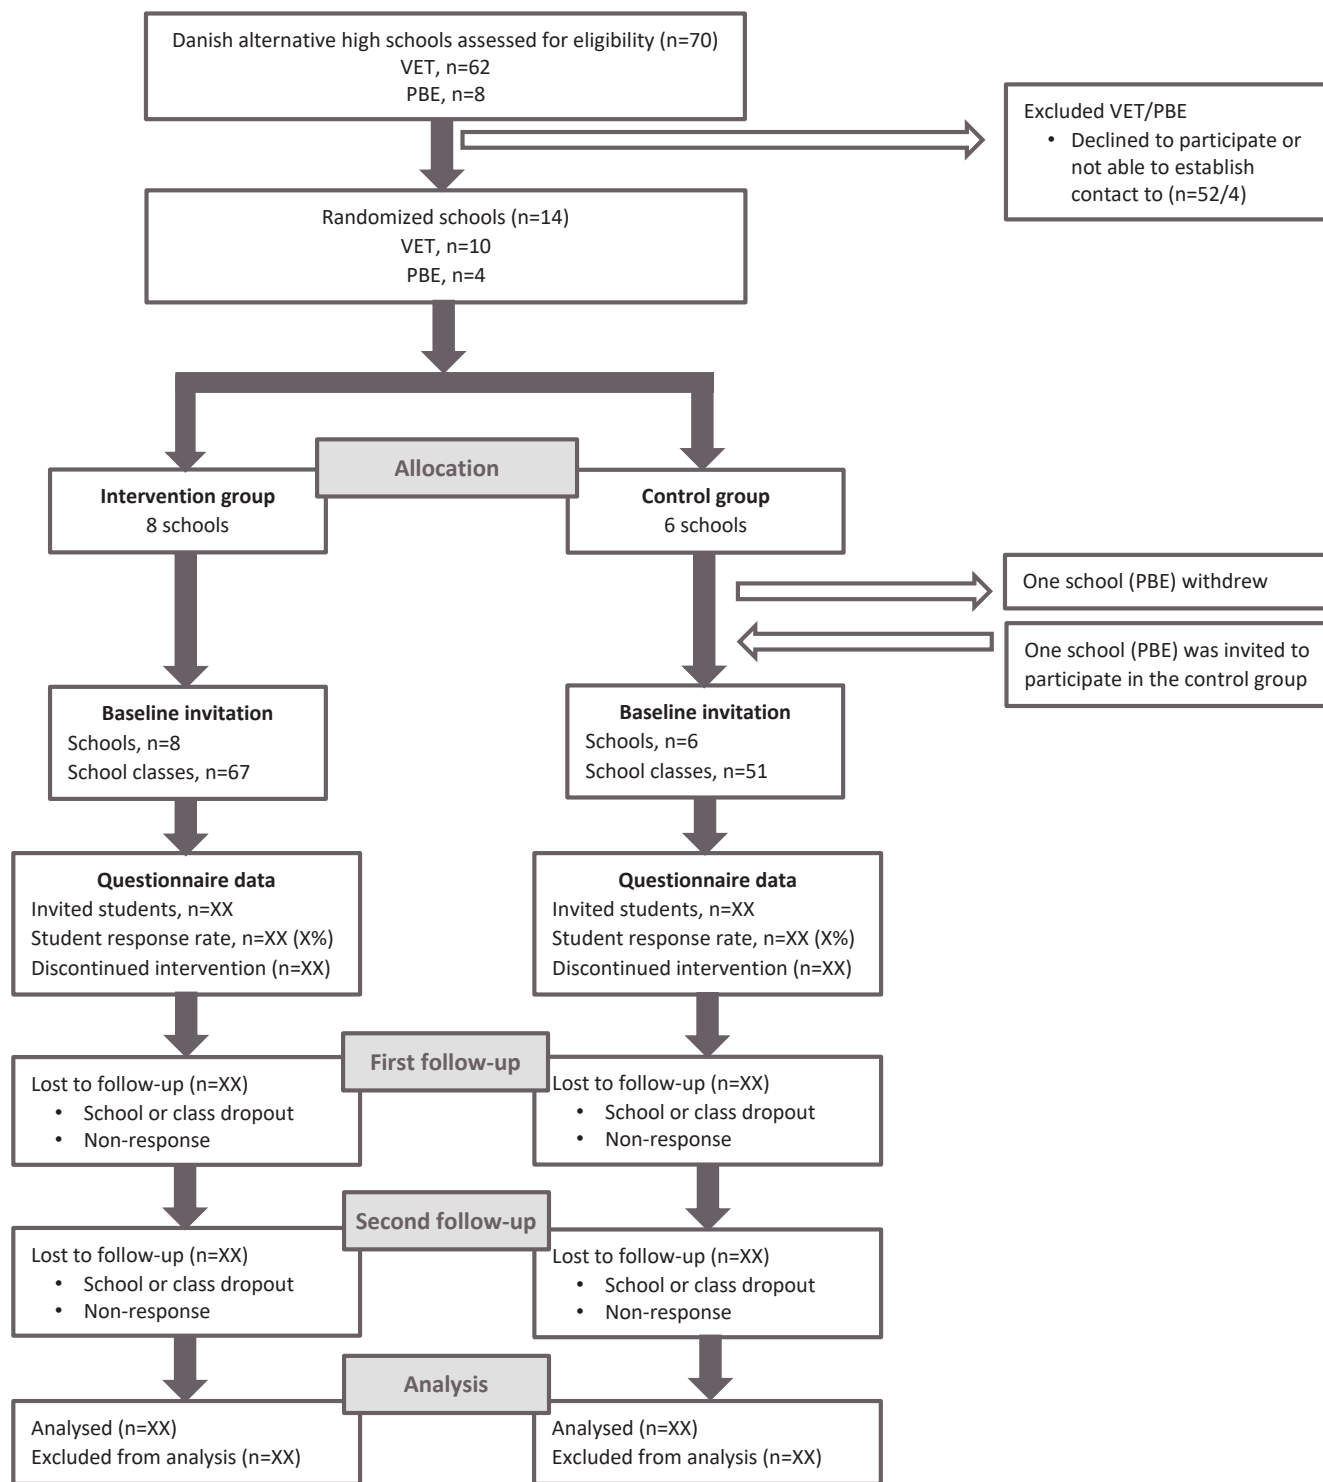 Danish alternative high schools assessed for eligibility (n=70)
VET, n=62
PBE, n=8
Excluded VET/PBE
• Declined to participate or
not able to establish
contact to (n=52/4)
Randomized schools (n=14)
VET, n=10
PBE, n=4
Allocation
Intervention group
8 schools
Control group
6 schools
One school (PBE) withdrew
One school (PBE) was invited to
participate in the control group
Baseline invitation
Schools, n=8
School classes, n=67
Baseline invitation
Schools, n=6
School classes, n=51
Questionnaire data
Invited students, n=XX
Student response rate, n=XX (X%)
Discontinued intervention (n=XX)
Questionnaire data
Invited students, n=XX
Student response rate, n=XX (X%)
Discontinued intervention (n=XX)
First follow-up
Lost to follow-up (n=XX)
• School or class dropout
• Non-response
Lost to follow-up (n=XX)
• School or class dropout
• Non-response
Second follow-up
Lost to follow-up (n=XX)
• School or class dropout
• Non-response
Lost to follow-up (n=XX)
• School or class dropout
• Non-response
Analysis
Analysed (n=XX)
Excluded from analysis (n=XX)
Analysed (n=XX)
Excluded from analysis (n=XX)